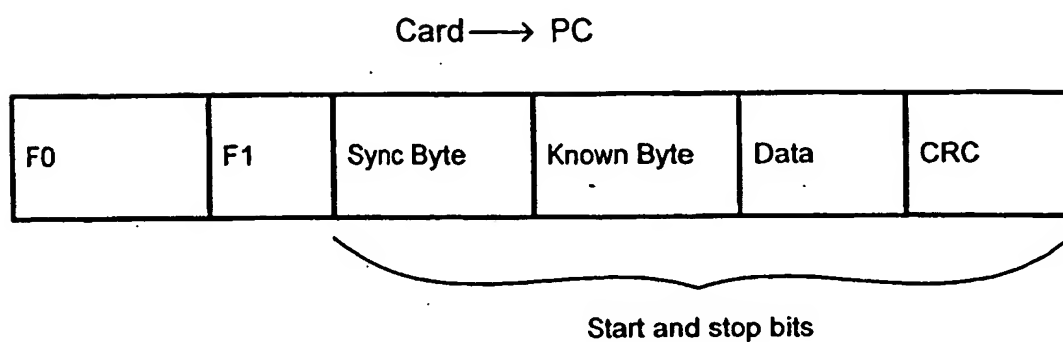 Card → PC
F0 F1 Sync Byte Known Byte Data CRC
Start and stop bits